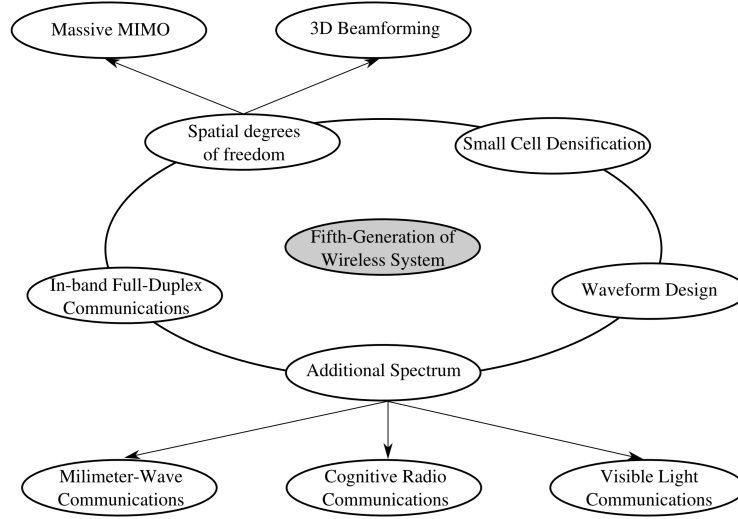 Massive MIMO
3D Beamforming
Spatial degrees
of freedom
Small Cell Densification
Fifth-Generation of
Wireless System
In-band Full-Duplex
Communications
Waveform Design
Additional Spectrum
Milimeter-Wave
Communications
Cognitive Radio
Communications
Visible Light
Communications